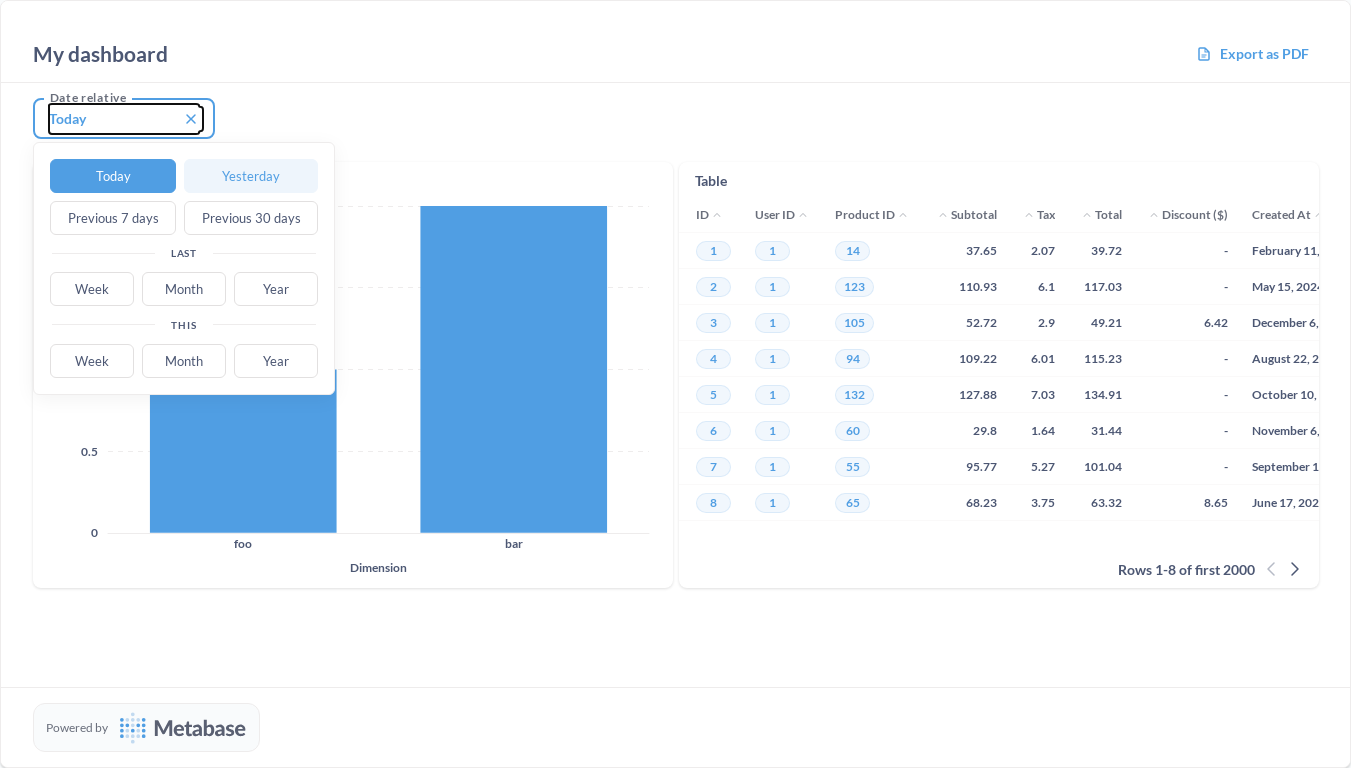 My dashboard
Export as PDF
Date relative
Today
Today Yesterday
Previous 7 days Previous 30 days
LAST
Week Month Year
THIS
Week Month Year
0.5
0
foo bar
Dimension
Table
ID User ID Product ID Subtotal Tax Total Discount ($) Created At
1 1 14 37.65 2.07 39.72 - February 11,
2 1 123 110.93 6.1 117.03 - May 15, 2024
3 1 105 52.72 2.9 49.21 6.42 December 6,
4 1 94 109.22 6.01 115.23 - August 22, 2
5 1 132 127.88 7.03 134.91 - October 10,
6 1 60 29.8 1.64 31.44 - November 6,
7 1 55 95.77 5.27 101.04 - September 1
8 1 65 68.23 3.75 63.32 8.65 June 17, 202
Rows 1-8 of first 2000
Powered by Metabase